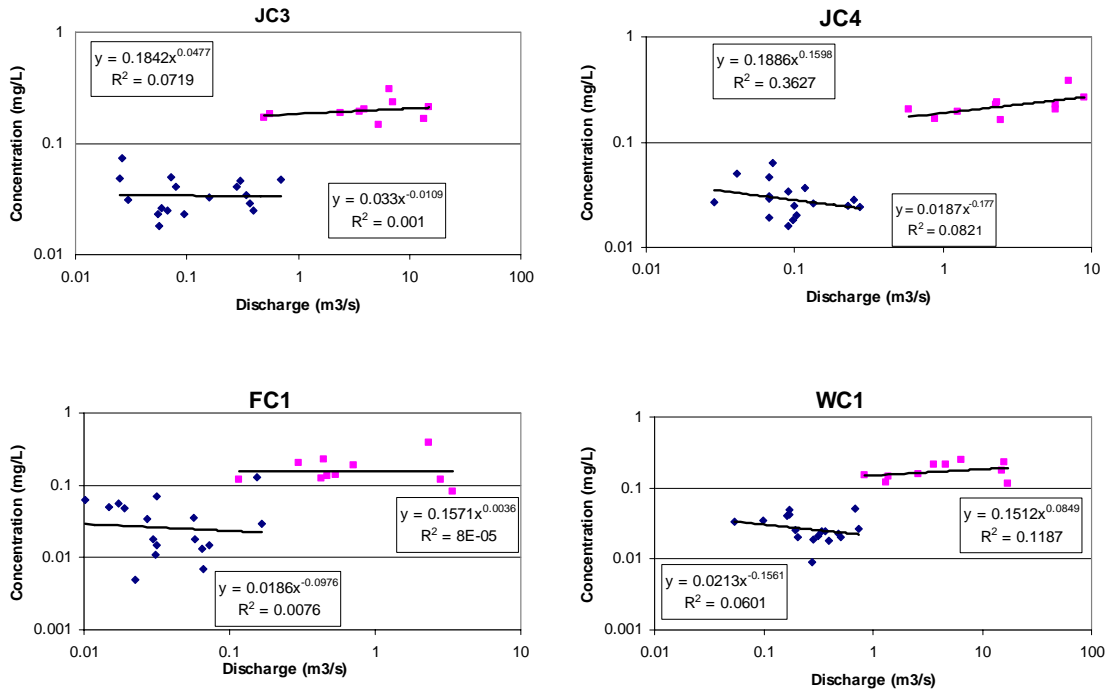 JC3
Concentration (mg/L)
1
0.1
0.01
y = 0.1842x^0.0477
R² = 0.0719
y = 0.033x^-0.0109
R² = 0.001
0.01 0.1 1 10 100
Discharge (m3/s)
JC4
Concentration (mg/L)
1
0.1
0.01
y = 0.1886x^0.1598
R² = 0.3627
y = 0.0187x^-0.177
R² = 0.0821
0.01 0.1 1 10
Discharge (m3/s)
FC1
Concentration (mg/L)
1
0.1
0.01
0.001
y = 0.1571x^0.0036
R² = 8E-05
y = 0.0186x^-0.0976
R² = 0.0076
0.01 0.1 1 10
Discharge (m3/s)
WC1
Concentration (mg/L)
1
0.1
0.01
0.001
y = 0.1512x^0.0849
R² = 0.1187
y = 0.0213x^-0.1561
R² = 0.0601
0.01 0.1 1 10 100
Discharge (m3/s)